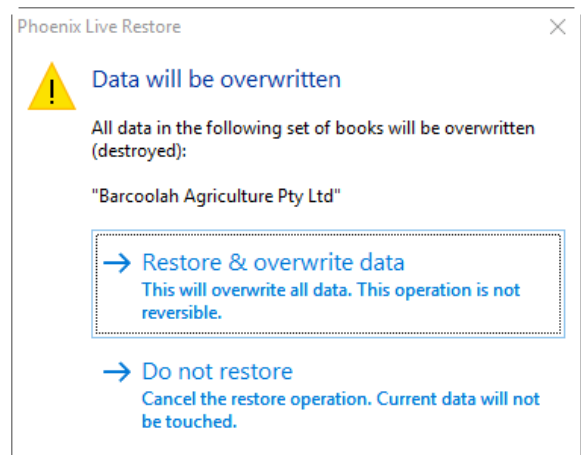 Phoenix Live Restore
Data will be overwritten
All data in the following set of books will be overwritten
(destroyed):
"Barcoolah Agriculture Pty Ltd"
Restore & overwrite data
This will overwrite all data. This operation is not
reversible.
Do not restore
Cancel the restore operation. Current data will not
be touched.